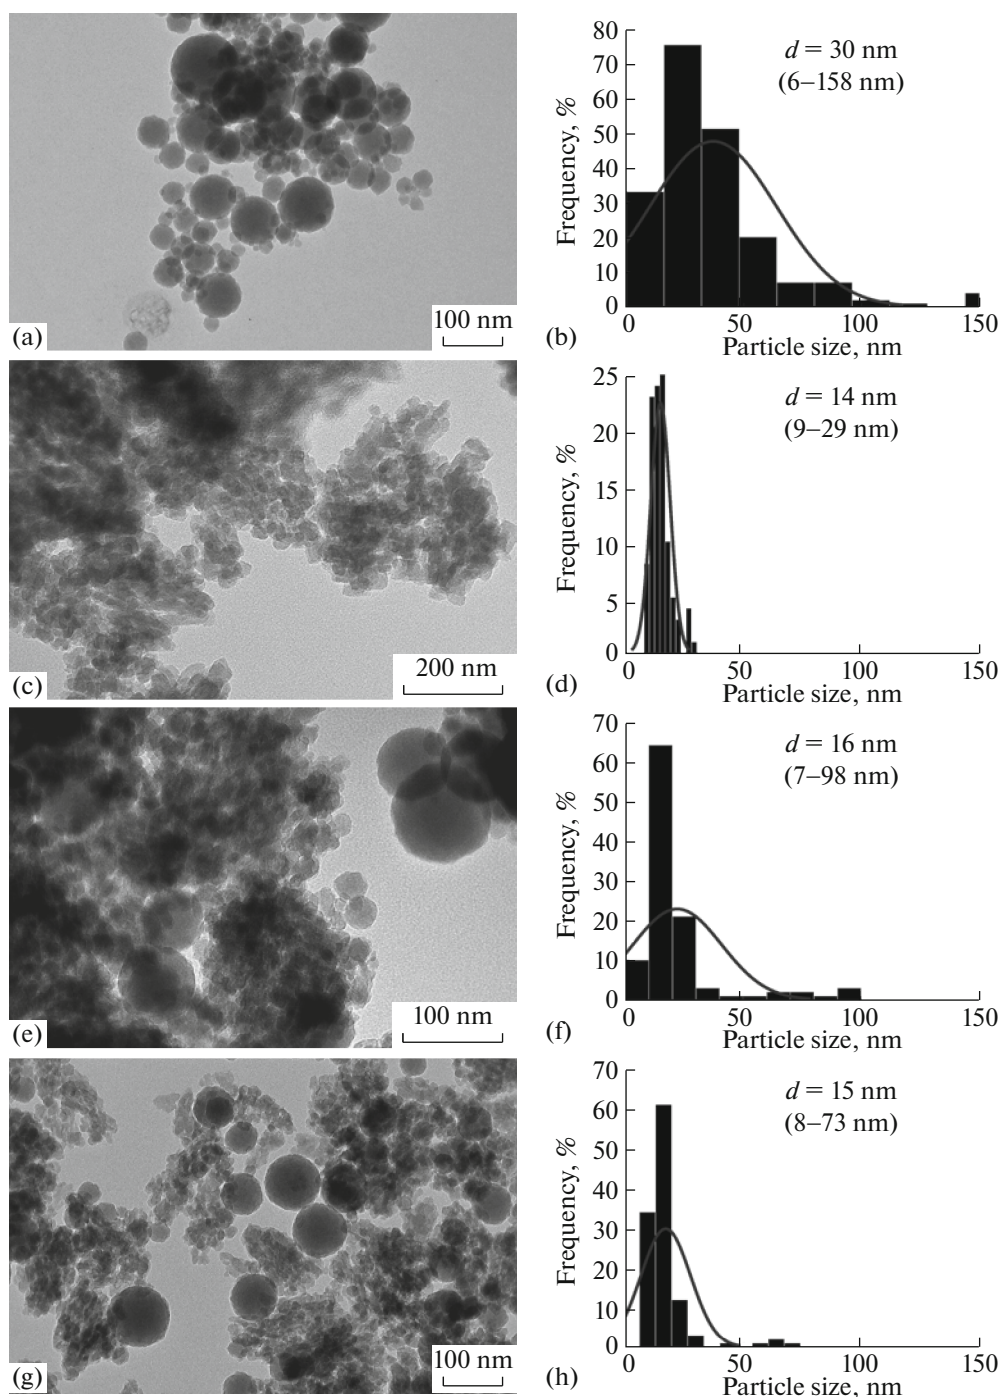 (a)
100 nm
80
70
60
50
40
30
20
10
0
Frequency, %
d = 30 nm
(6–158 nm)
0
50
100
150
Particle size, nm
(b)
(c)
200 nm
25
20
15
10
5
0
Frequency, %
d = 14 nm
(9–29 nm)
0
50
100
150
Particle size, nm
(d)
(e)
100 nm
70
60
50
40
30
20
10
0
Frequency, %
d = 16 nm
(7–98 nm)
0
50
100
150
Particle size, nm
(f)
(g)
100 nm
70
60
50
40
30
20
10
0
Frequency, %
d = 15 nm
(8–73 nm)
0
50
100
150
Particle size, nm
(h)